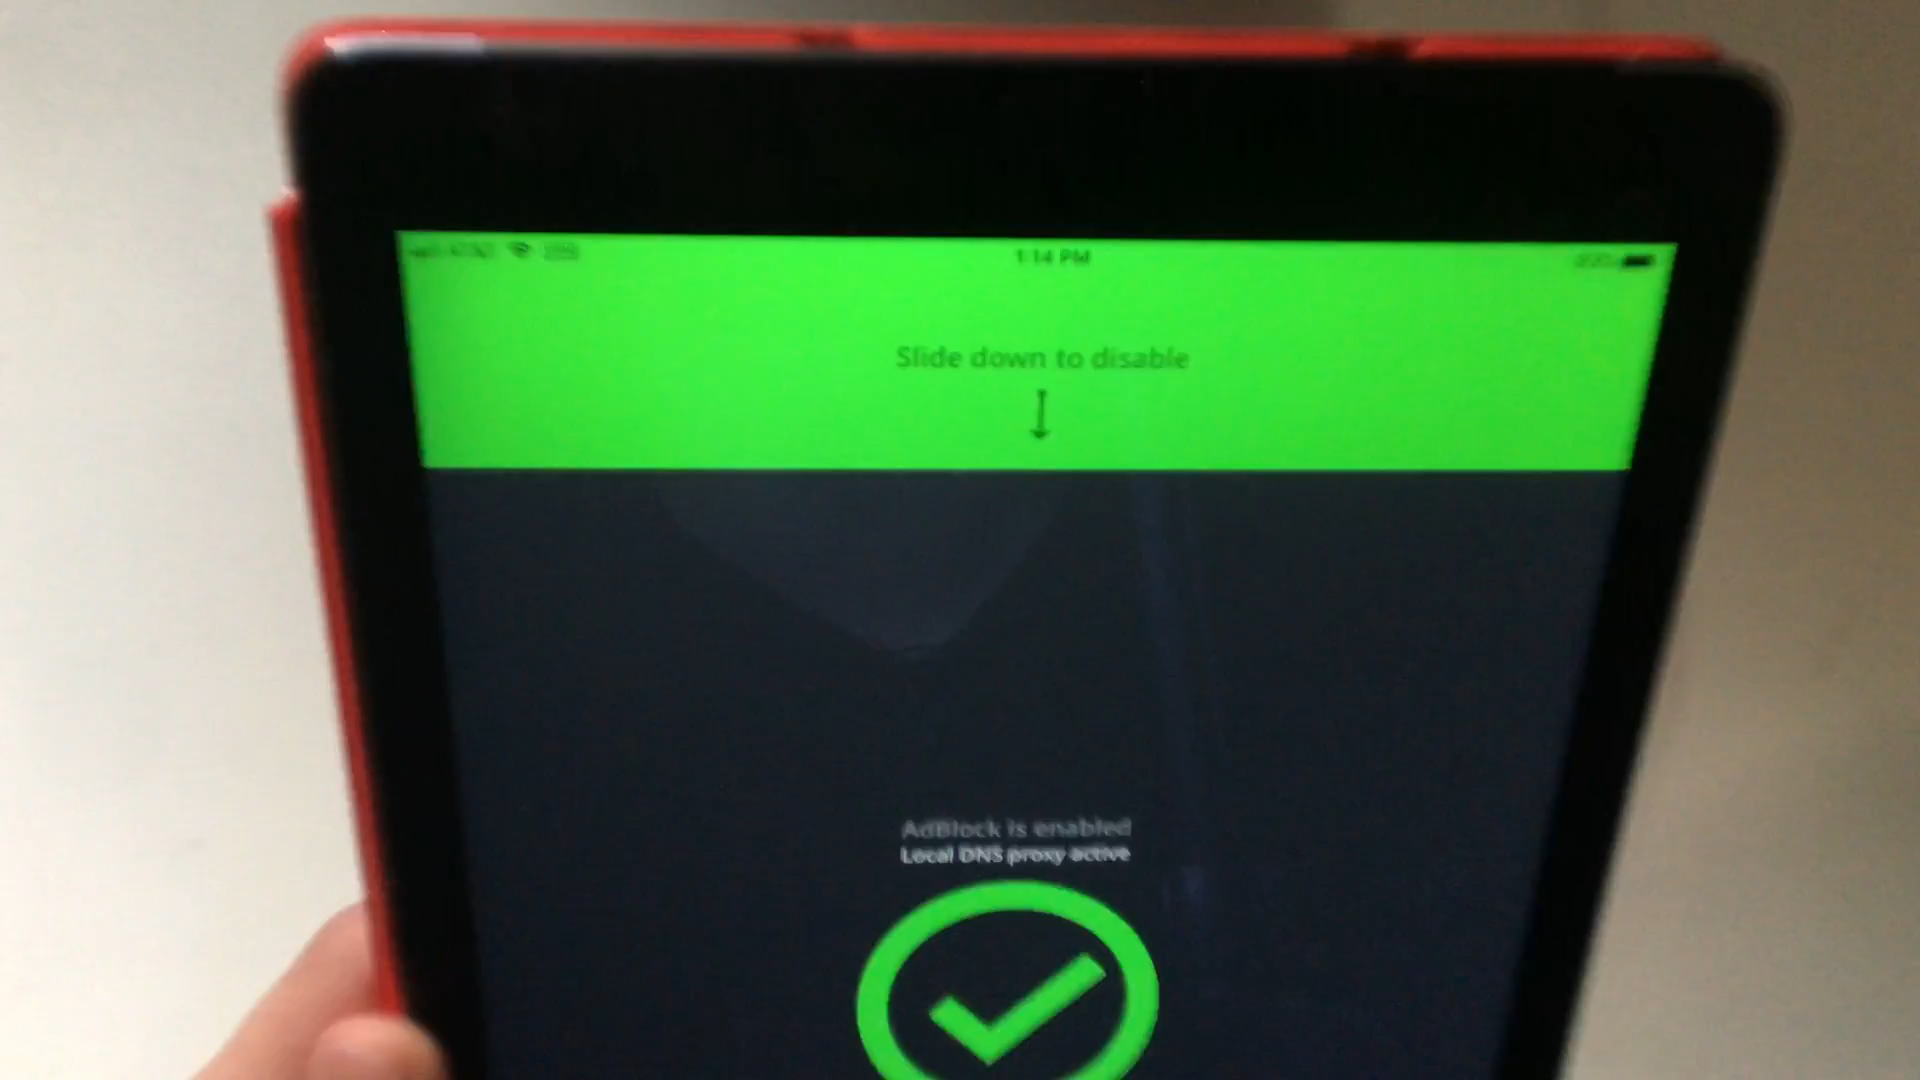 1:14 PM
Slide down to disable
AdBlock is enabled
Local DNS proxy active